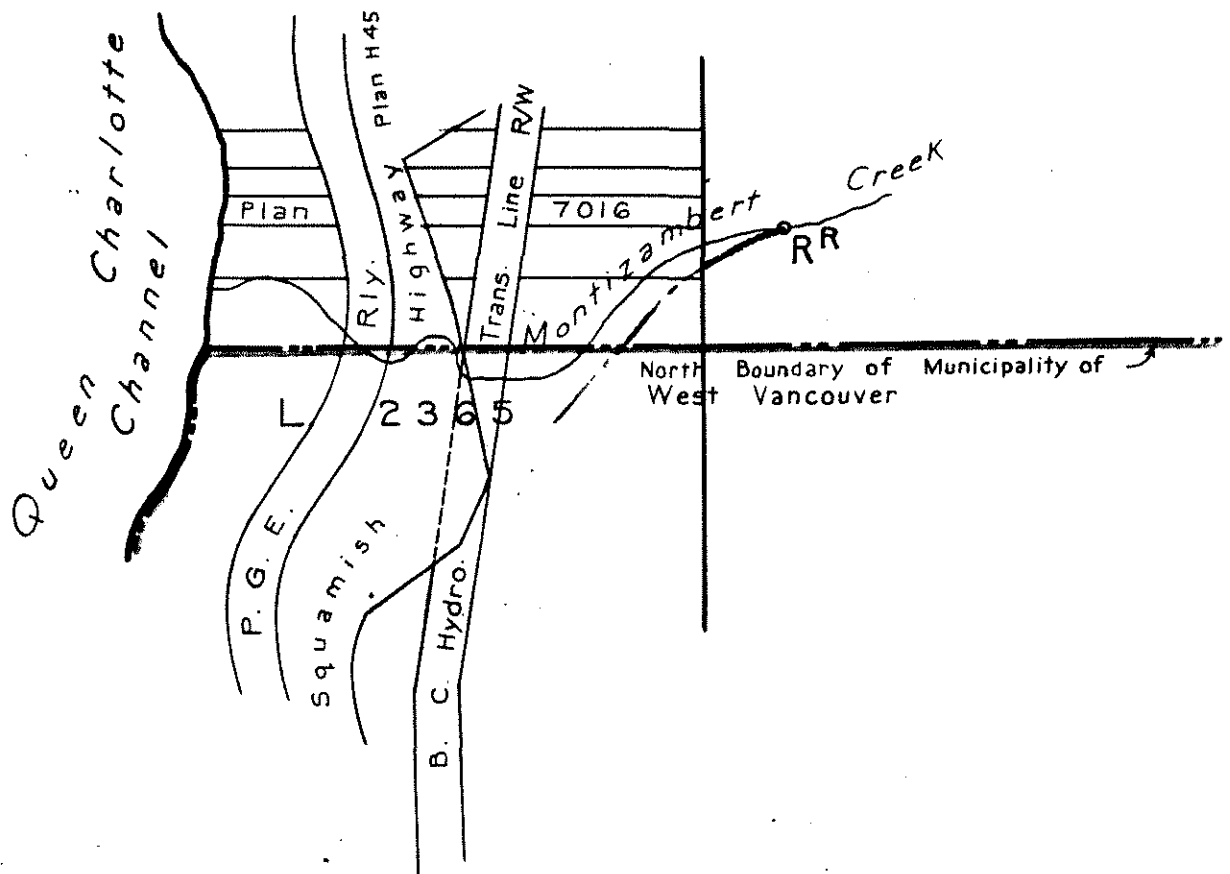 Queen Charlotte
Channel
Plan H45
R/W
Creek
Plan
7016
Montizambert
RR
Squamish Highway
B. C. Hydro. Trans. Line
P. G. E. Rly.
North Boundary of Municipality of
West Vancouver
L. 2365